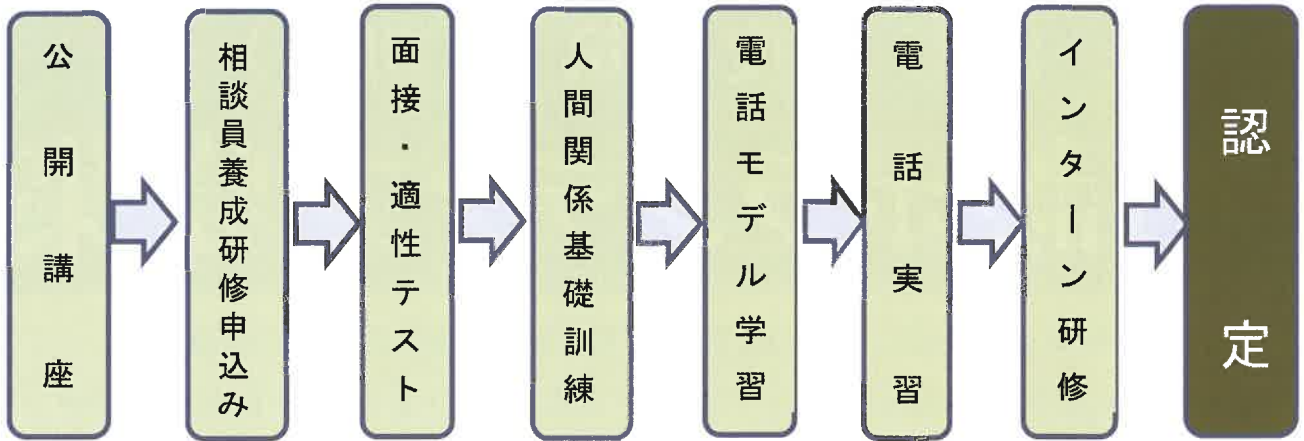 公開講座
相談員養成研修申込み
面接・適性テスト
人間関係基礎訓練
電話モデル学習
電話実習
インターン研修
認定